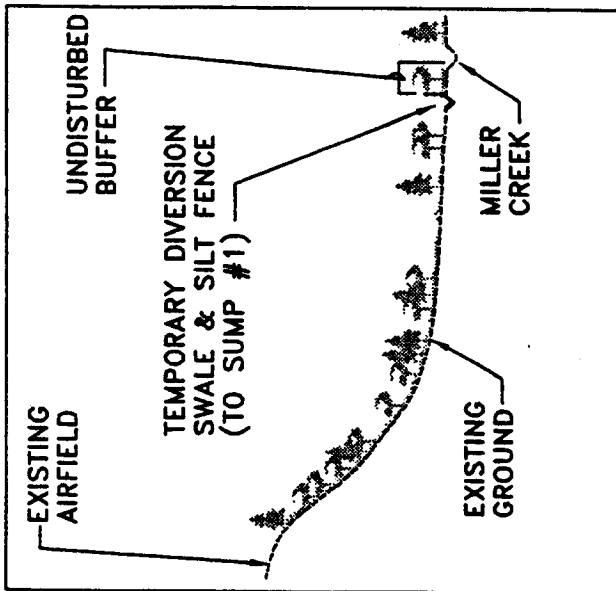 EXISTING
AIRFIELD
TEMPORARY DIVERSION
SWALE & SILT FENCE
(TO SUMP #1)
UNDISTURBED
BUFFER
EXISTING
GROUND
MILLER
CREEK